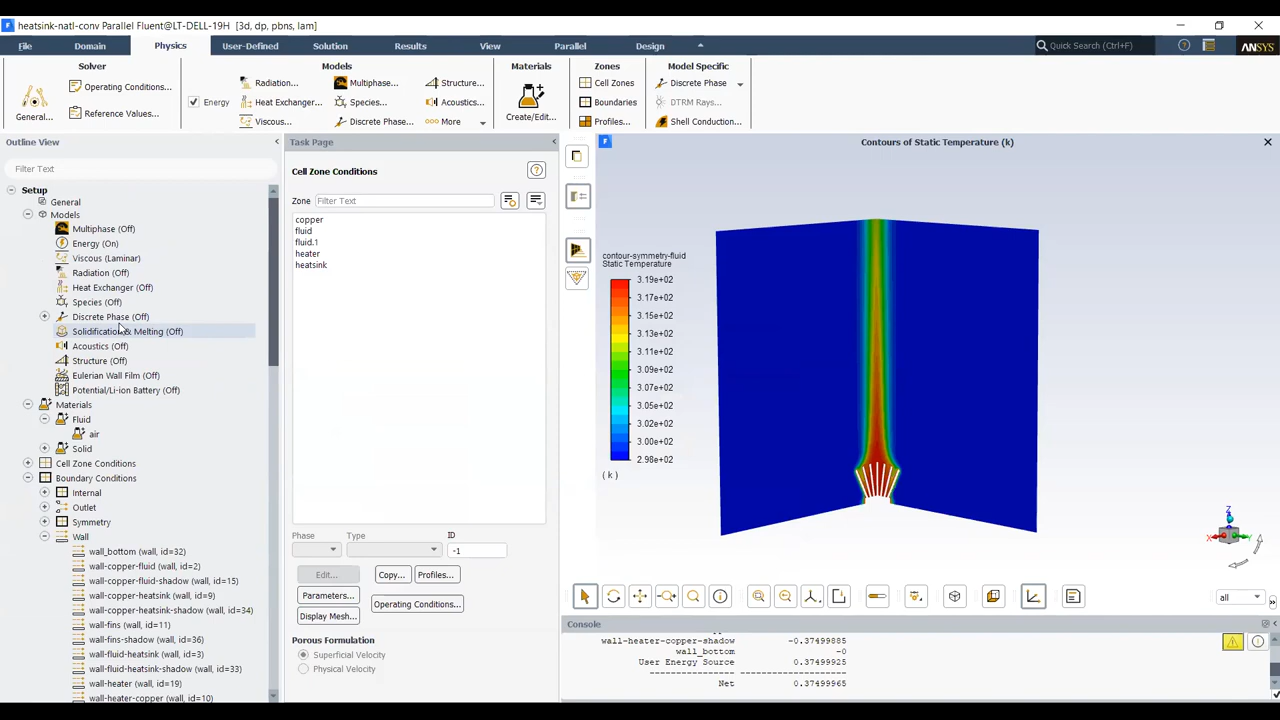 heatsink-natl-conv Parallel Fluent@LT-DELL-19H [3d, dp, pbns, lam]
File Domain Physics User-Defined Solution Results View Parallel Design Quick Search (Ctrl+F) ANSYS
Solver Models Materials Zones Model Specific
General... Operating Conditions... Reference Values...
Energy Radiation... Heat Exchanger... Viscous... Multiphase... Species... Discrete Phase... Structure... Acoustics... More
Create/Edit...
Cell Zones Boundaries Profiles...
Discrete Phase DTRM Rays... Shell Conduction...
Outline View
Filter Text
Setup
General
Models
Multiphase (Off)
Energy (On)
Viscous (Laminar)
Radiation (Off)
Heat Exchanger (Off)
Species (Off)
Discrete Phase (Off)
Solidification & Melting (Off)
Acoustics (Off)
Structure (Off)
Eulerian Wall Film (Off)
Potential/Li-ion Battery (Off)
Materials
Fluid
air
Solid
Cell Zone Conditions
Boundary Conditions
Internal
Outlet
Symmetry
Wall
wall_bottom (wall, id=32)
wall-copper-fluid (wall, id=2)
wall-copper-fluid-shadow (wall, id=15)
wall-copper-heatsink (wall, id=9)
wall-copper-heatsink-shadow (wall, id=34)
wall-fins (wall, id=11)
wall-fins-shadow (wall, id=36)
wall-fluid-heatsink (wall, id=3)
wall-fluid-heatsink-shadow (wall, id=33)
wall-heater (wall, id=19)
wall-heater-copper (wall, id=10)
Task Page
Cell Zone Conditions
Zone Filter Text
copper
fluid
fluid.1
heater
heatsink
Phase Type ID
-1
Edit... Copy... Profiles...
Parameters... Operating Conditions...
Display Mesh...
Porous Formulation
Superficial Velocity
Physical Velocity
Contours of Static Temperature (k)
contour-symmetry-fluid
Static Temperature
3.19e+02
3.17e+02
3.15e+02
3.13e+02
3.11e+02
3.09e+02
3.07e+02
3.05e+02
3.02e+02
3.00e+02
2.98e+02
(k)
Z
X Y
all
Console
wall-heater-copper-shadow -0.37499885
wall_bottom -0
User Energy Source 0.37499925
---------------- --------------------
Net 0.37499965